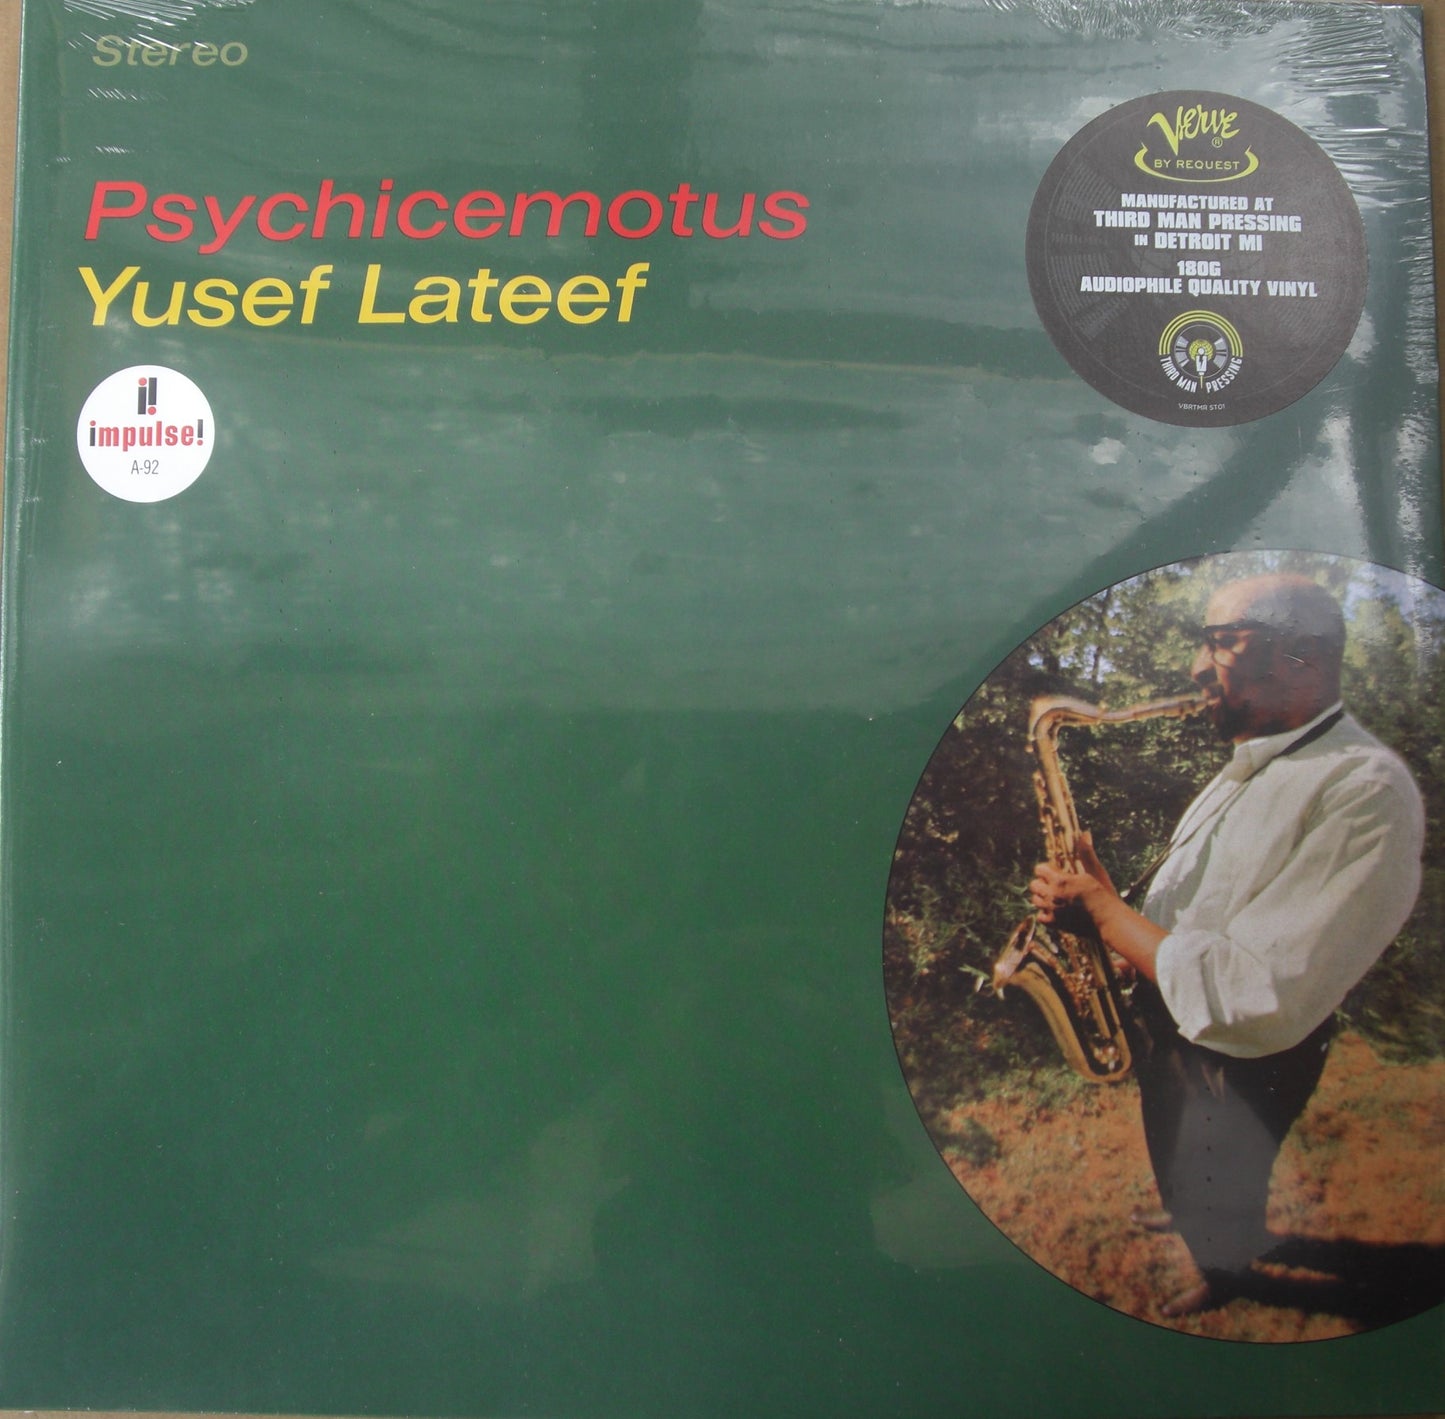 Stereo
Psychicemotus
Yusef Lateef
i!
impulse!
A-92
Verve®
BY REQUEST
MANUFACTURED AT
THIRD MAN PRESSING
IN DETROIT MI
180G
AUDIOPHILE QUALITY VINYL
THIRD MAN PRESSING
VBRTMR ST01